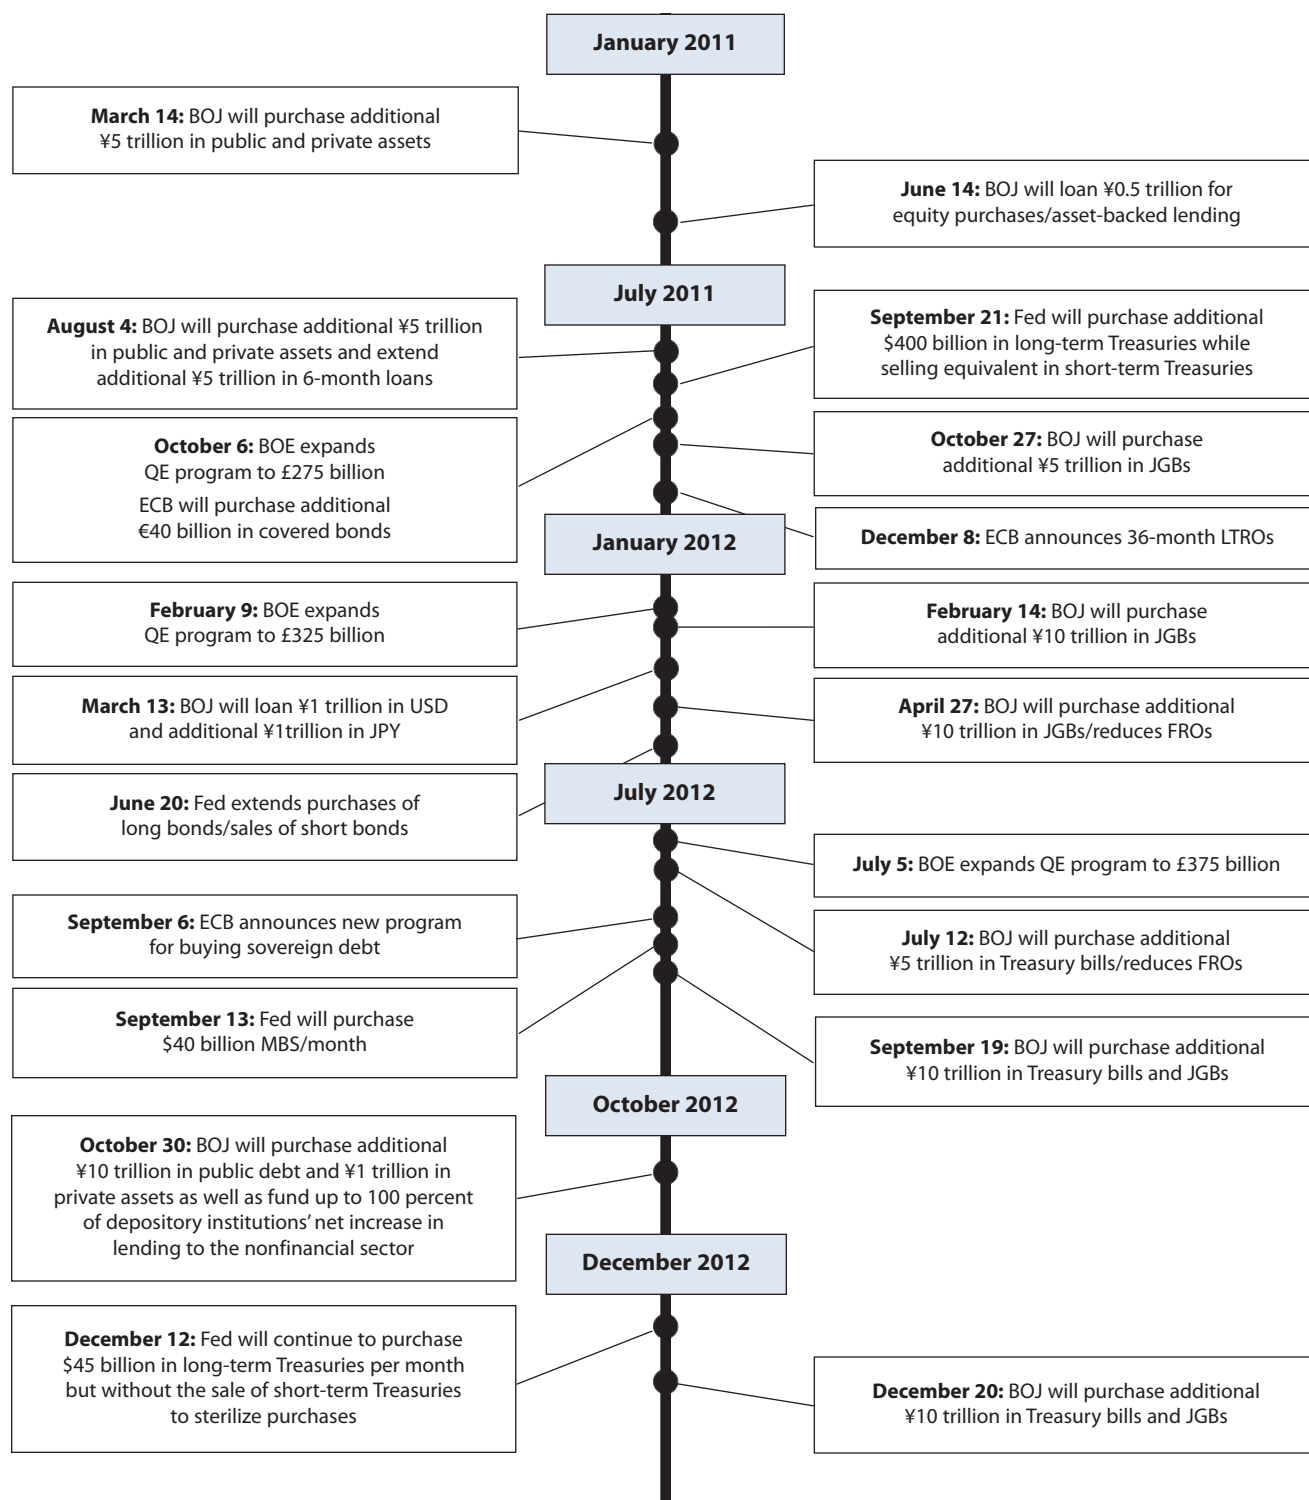 January 2011
March 14: BOJ will purchase additional
¥5 trillion in public and private assets
June 14: BOJ will loan ¥0.5 trillion for
equity purchases/asset-backed lending
July 2011
August 4: BOJ will purchase additional ¥5 trillion
in public and private assets and extend
additional ¥5 trillion in 6-month loans
September 21: Fed will purchase additional
$400 billion in long-term Treasuries while
selling equivalent in short-term Treasuries
October 6: BOE expands
QE program to £275 billion
ECB will purchase additional
€40 billion in covered bonds
October 27: BOJ will purchase
additional ¥5 trillion in JGBs
December 8: ECB announces 36-month LTROs
January 2012
February 9: BOE expands
QE program to £325 billion
February 14: BOJ will purchase
additional ¥10 trillion in JGBs
March 13: BOJ will loan ¥1 trillion in USD
and additional ¥1trillion in JPY
April 27: BOJ will purchase additional
¥10 trillion in JGBs/reduces FROs
June 20: Fed extends purchases of
long bonds/sales of short bonds
July 2012
July 5: BOE expands QE program to £375 billion
July 12: BOJ will purchase additional
¥5 trillion in Treasury bills/reduces FROs
September 6: ECB announces new program
for buying sovereign debt
September 13: Fed will purchase
$40 billion MBS/month
September 19: BOJ will purchase additional
¥10 trillion in Treasury bills and JGBs
October 2012
October 30: BOJ will purchase additional
¥10 trillion in public debt and ¥1 trillion in
private assets as well as fund up to 100 percent
of depository institutions’ net increase in
lending to the nonfinancial sector
December 2012
December 12: Fed will continue to purchase
$45 billion in long-term Treasuries per month
but without the sale of short-term Treasuries
to sterilize purchases
December 20: BOJ will purchase additional
¥10 trillion in Treasury bills and JGBs